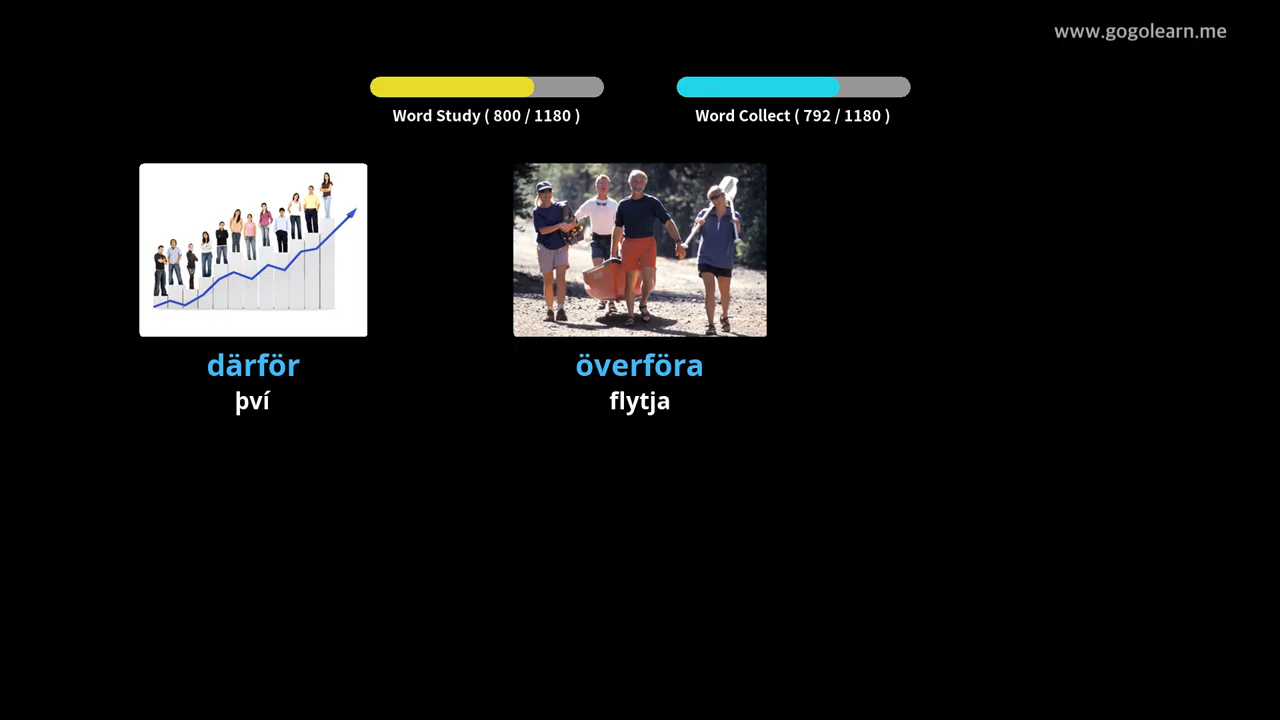 www.gogolearn.me
Word Study ( 800 / 1180 )
Word Collect ( 792 / 1180 )
därför
því
överföra
flytja